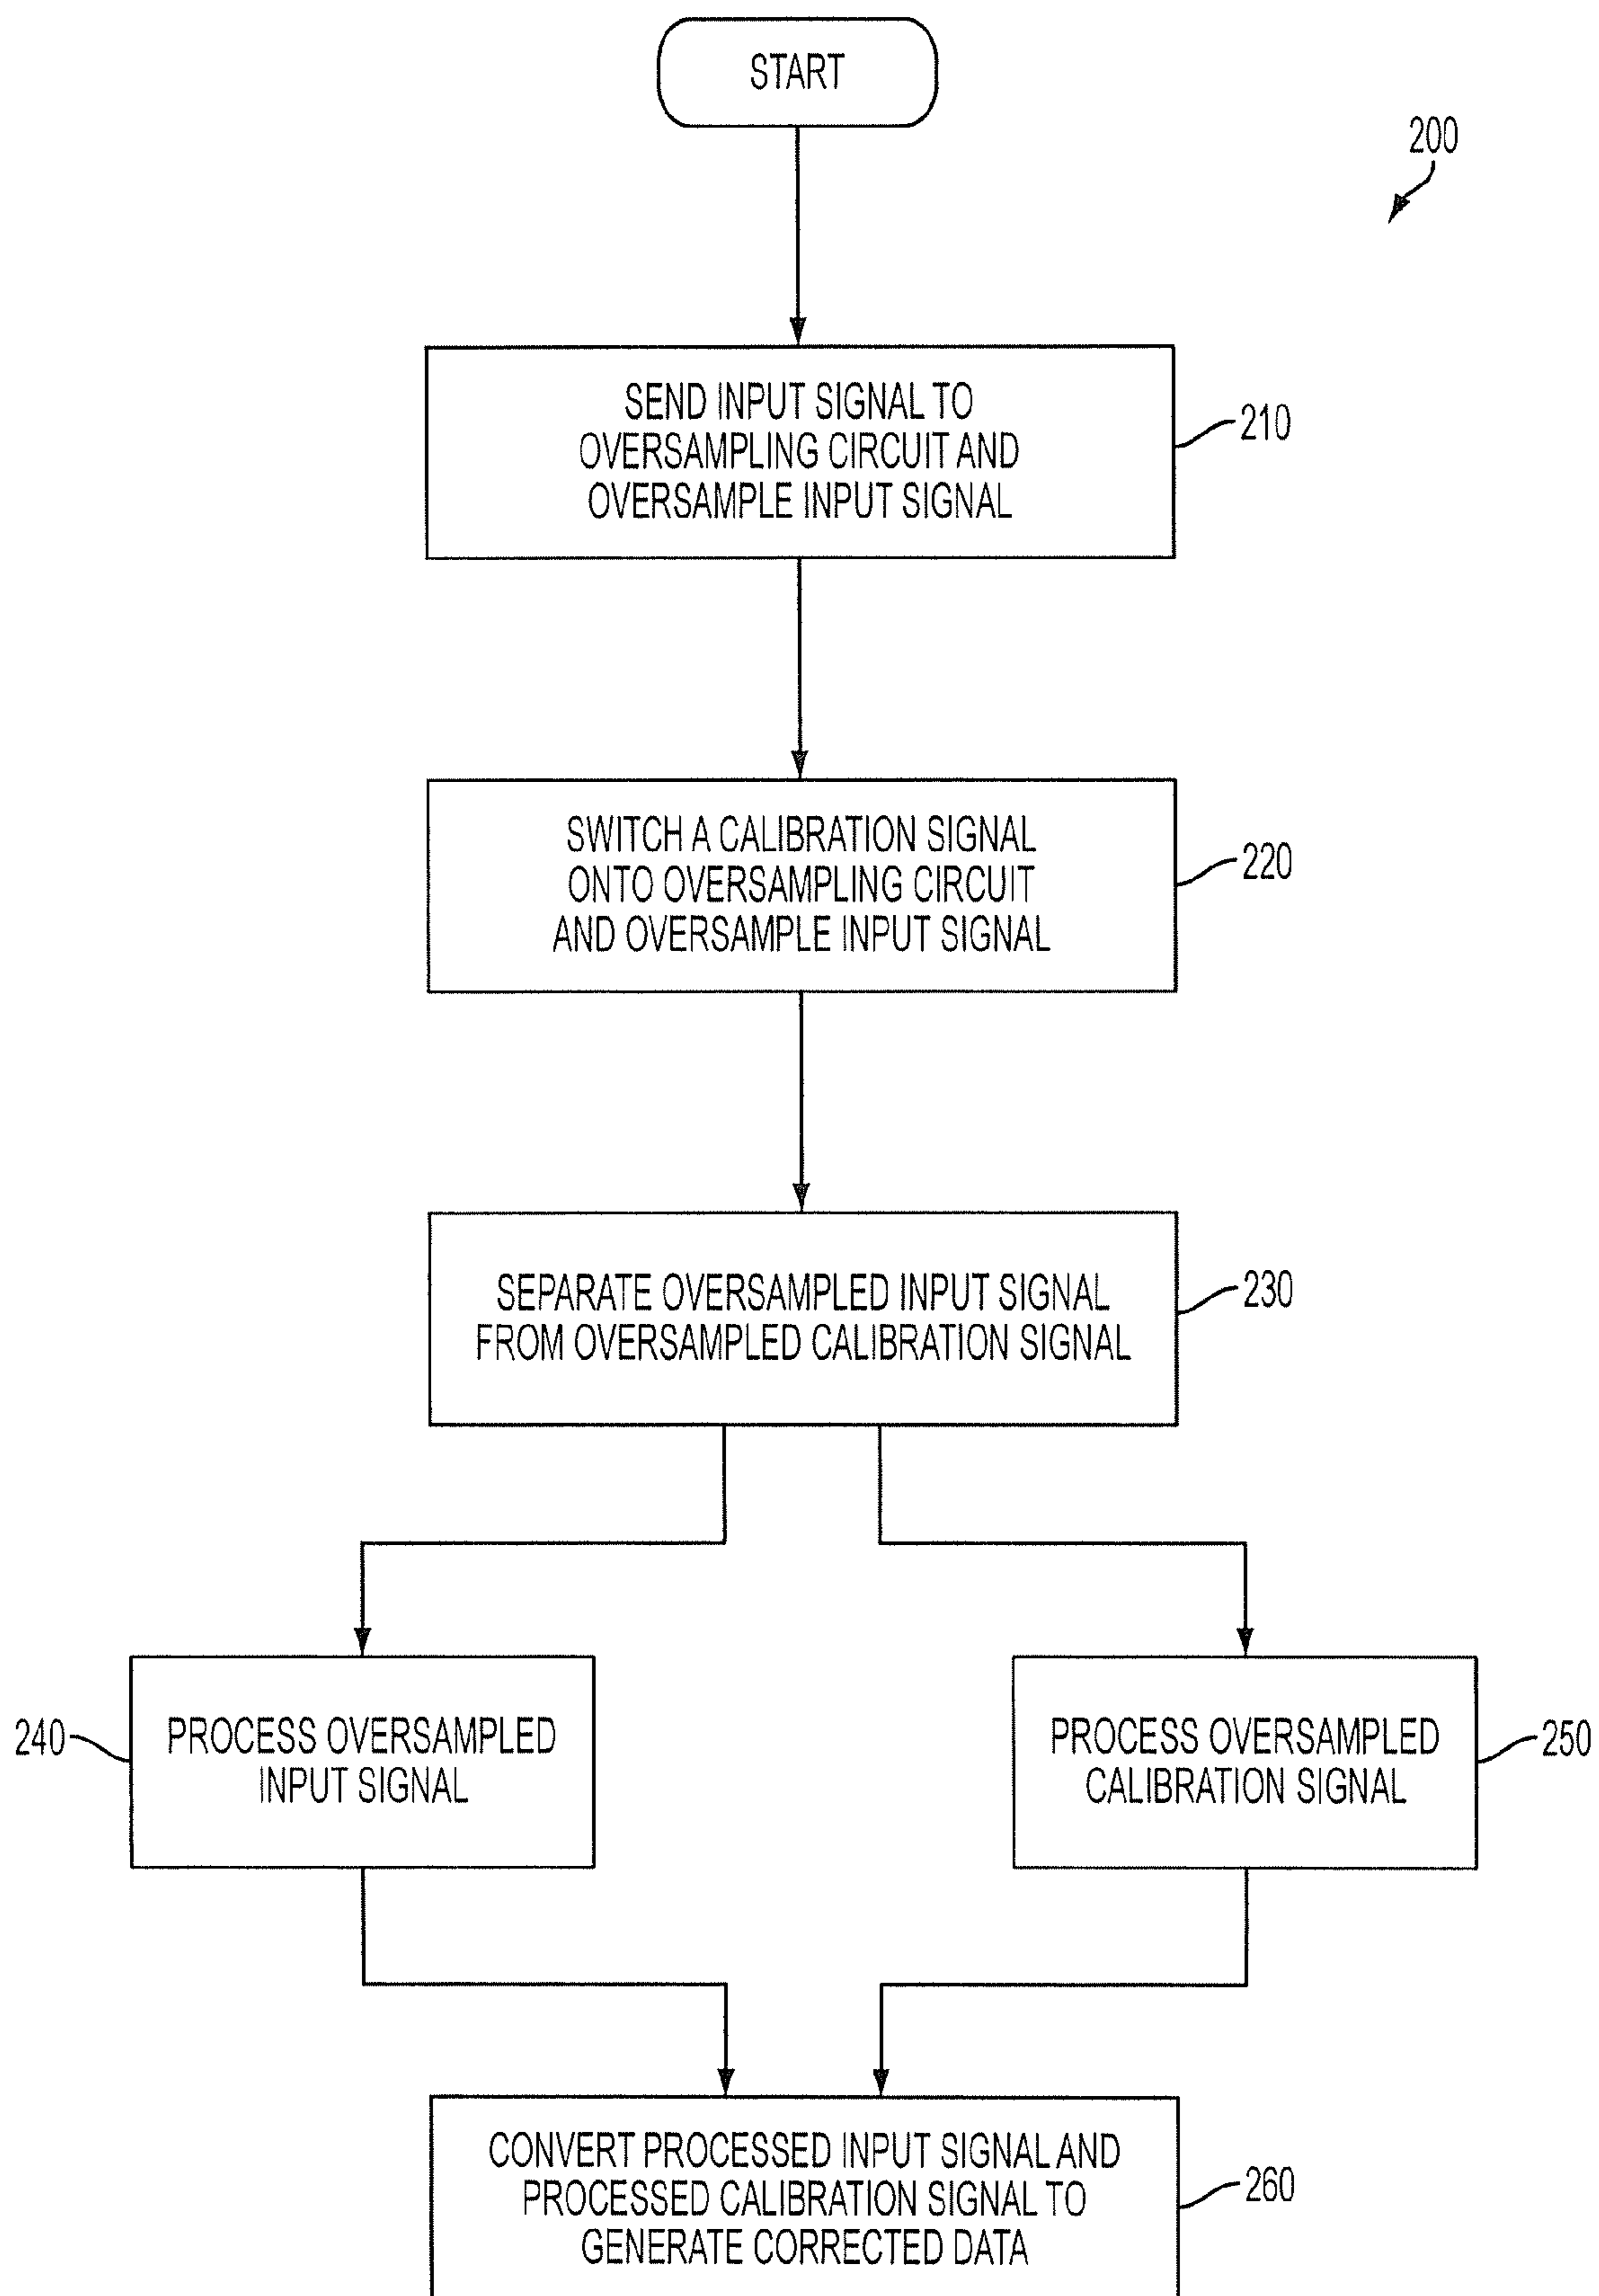 START
200
SEND INPUT SIGNAL TO
OVERSAMPLING CIRCUIT AND
OVERSAMPLE INPUT SIGNAL
210
SWITCH A CALIBRATION SIGNAL
ONTO OVERSAMPLING CIRCUIT
AND OVERSAMPLE INPUT SIGNAL
220
SEPARATE OVERSAMPLED INPUT SIGNAL
FROM OVERSAMPLED CALIBRATION SIGNAL
230
240
PROCESS OVERSAMPLED
INPUT SIGNAL
PROCESS OVERSAMPLED
CALIBRATION SIGNAL
250
CONVERT PROCESSED INPUT SIGNAL AND
PROCESSED CALIBRATION SIGNAL TO
GENERATE CORRECTED DATA
260